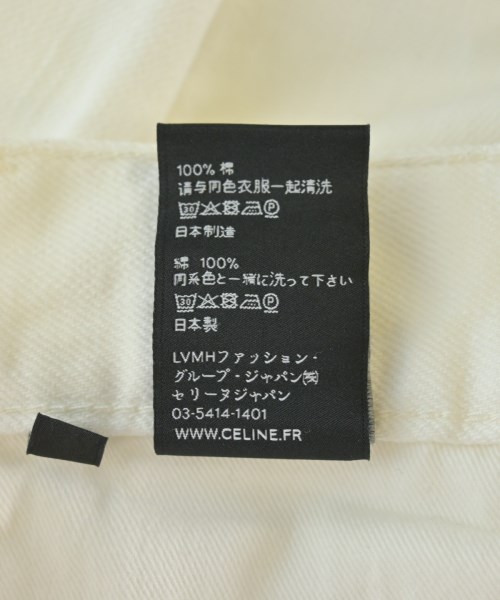 100% 棉
请与同色衣服一起清洗
30 P
日本制造
綿 100%
同系色と一緒に洗って下さい
30 P
日本製
LVMHファッション・
グループ・ジャパン㈱
セリーヌジャパン
03-5414-1401
WWW.CELINE.FR